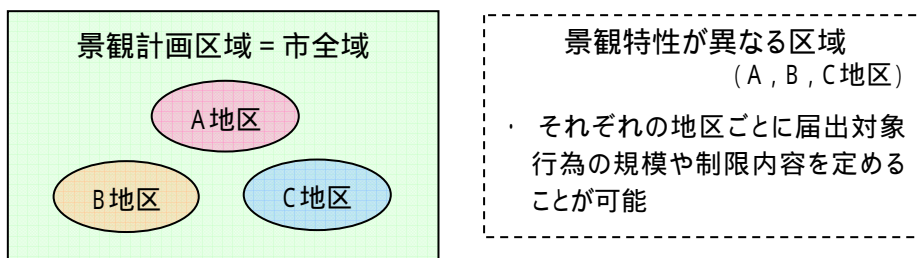 景観計画区域＝市全域
A地区
B地区
C地区
景観特性が異なる区域
（A，B，C地区）
・ それぞれの地区ごとに届出対象
行為の規模や制限内容を定める
ことが可能